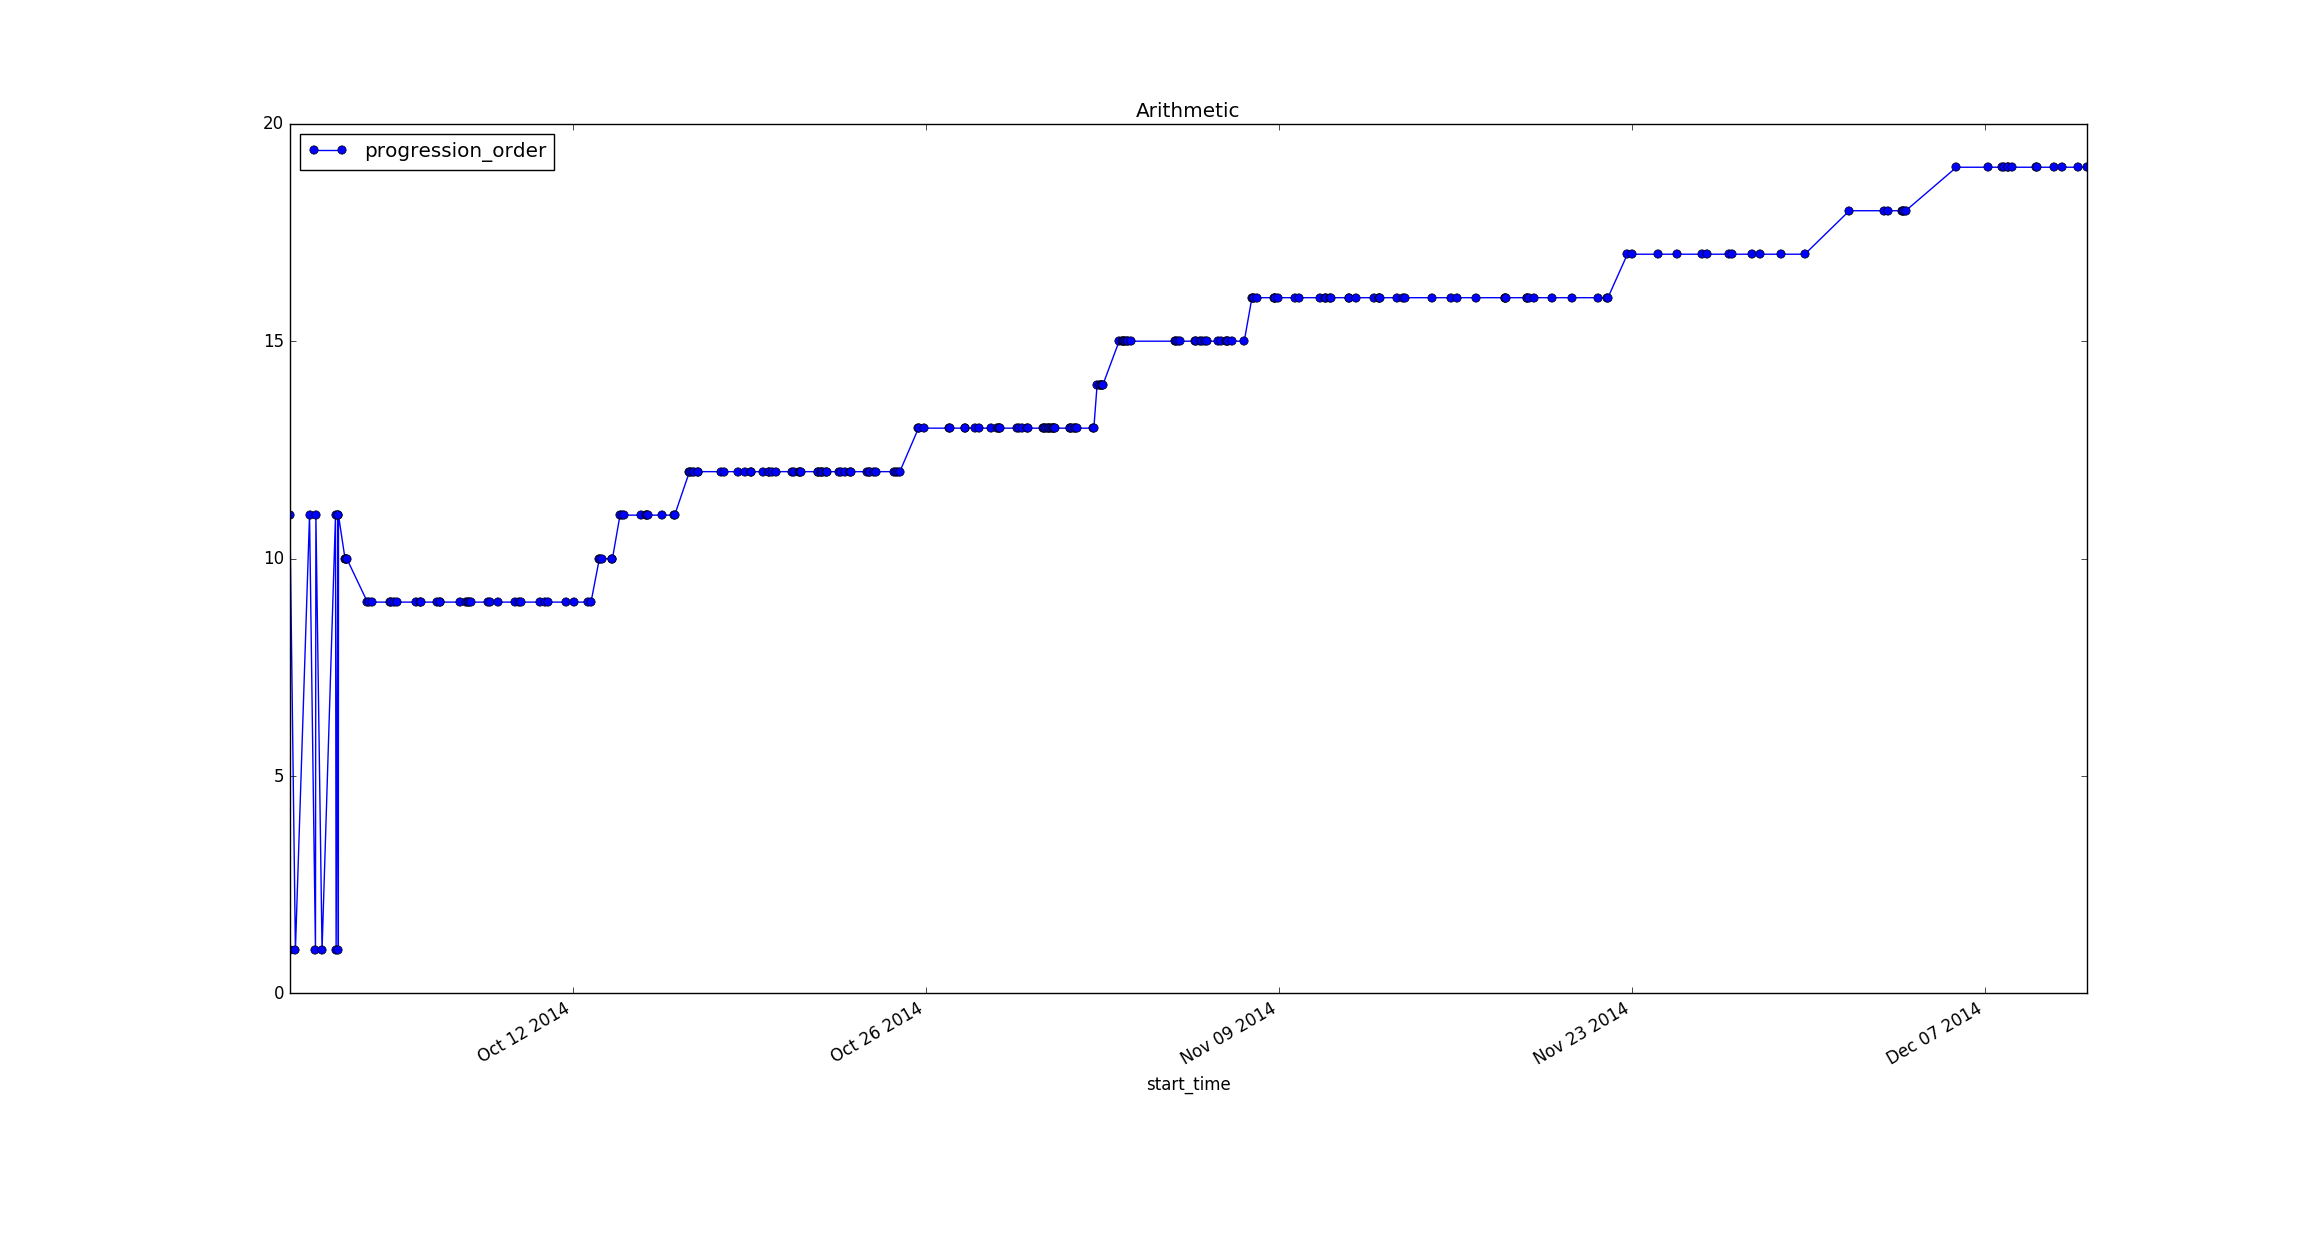 Arithmetic
progression_order
20
15
10
5
0
Oct 12 2014
Oct 26 2014
Nov 09 2014
Nov 23 2014
Dec 07 2014
start_time